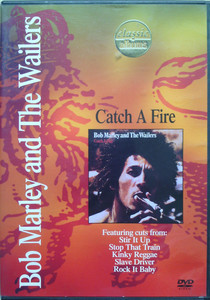 Bob Marley and The Wailers
classic albums
Catch A Fire
Bob Marley and The Wailers
Featuring cuts from:
Stir It Up
Stop That Train
Kinky Reggae
Slave Driver
Rock It Baby
DVD